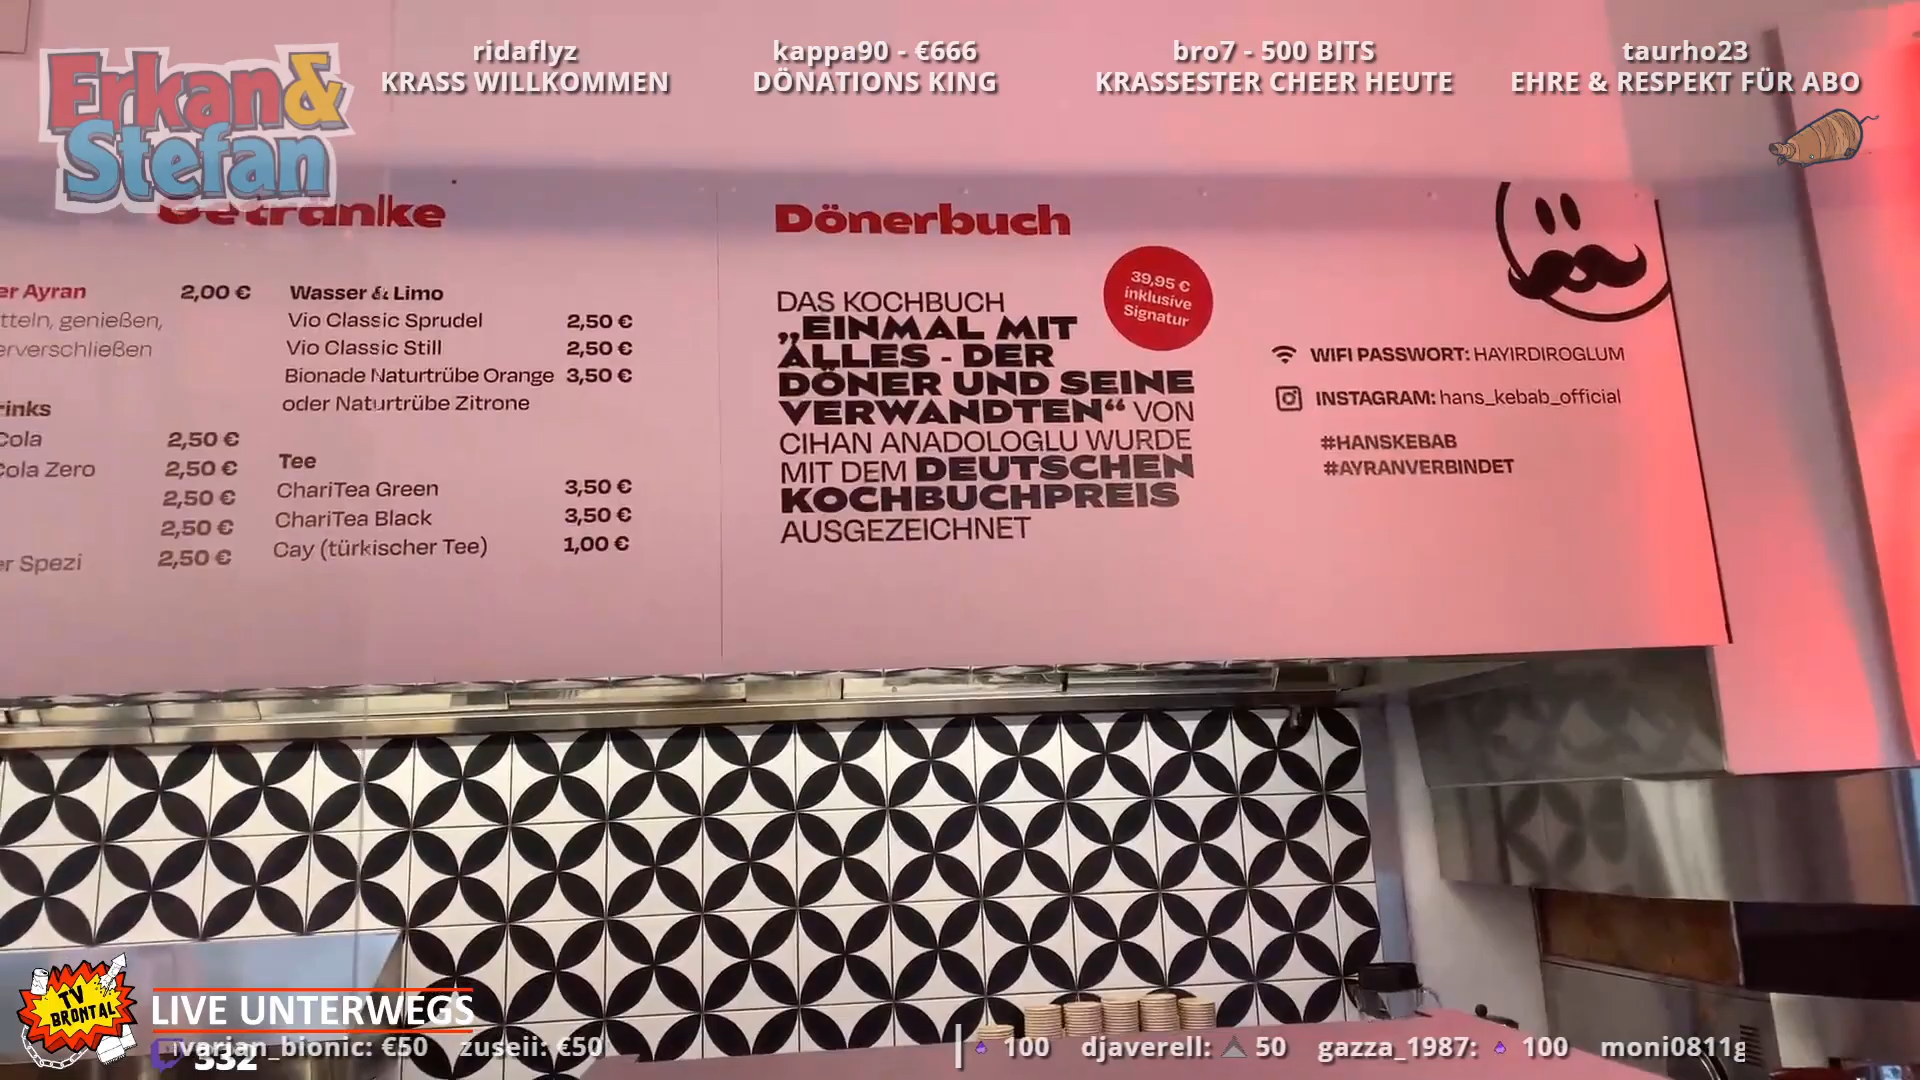 Erkan&
Stefan
ridaflyz
KRASS WILLKOMMEN
kappa90 - €666
DÖNATIONS KING
bro7 - 500 BITS
KRASSESTER CHEER HEUTE
taurho23
EHRE & RESPEKT FÜR ABO
Getränke
er Ayran 2,00 €
tteln, genießen,
erverschließen
rinks
Cola 2,50 €
Cola Zero 2,50 €
2,50 €
2,50 €
er Spezi 2,50 €
Wasser & Limo
Vio Classic Sprudel 2,50 €
Vio Classic Still 2,50 €
Bionade Naturtrübe Orange 3,50 €
oder Naturtrübe Zitrone
Tee
ChariTea Green 3,50 €
ChariTea Black 3,50 €
Cay (türkischer Tee) 1,00 €
Dönerbuch
39,95 €
inklusive
Signatur
DAS KOCHBUCH
„EINMAL MIT
ALLES - DER
DÖNER UND SEINE
VERWANDTEN“ VON
CIHAN ANADOLOGLU WURDE
MIT DEM DEUTSCHEN
KOCHBUCHPREIS
AUSGEZEICHNET
WIFI PASSWORT: HAYIRDIROGLUM
INSTAGRAM: hans_kebab_official
#HANSKEBAB
#AYRANVERBINDET
TV
BRONTAL
LIVE UNTERWEGS
varian_bionic: €50 zuseii: €50
332
100 djaverell: 50 gazza_1987: 100 moni0811g